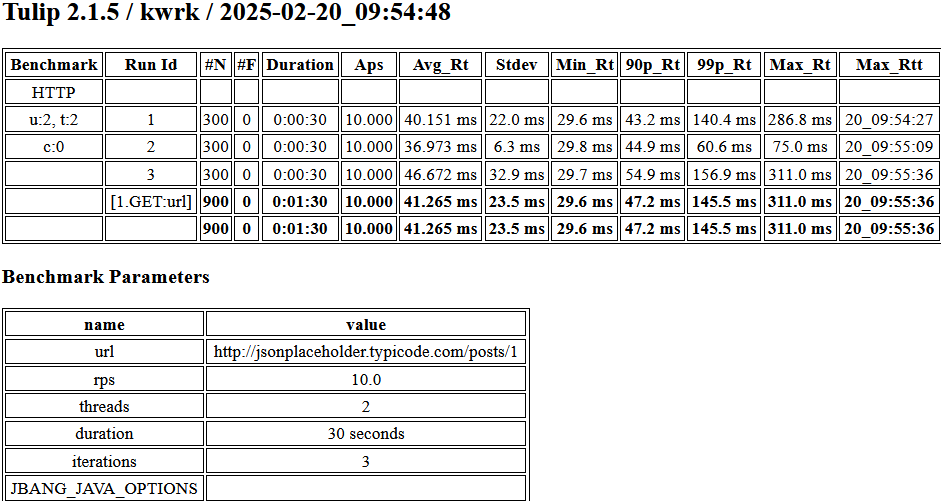 Tulip 2.1.5 / kwrk / 2025-02-20_09:54:48
Benchmark Run Id #N #F Duration Aps Avg_Rt Stdev Min_Rt 90p_Rt 99p_Rt Max_Rt Max_Rtt
HTTP
u:2, t:2 1 300 0 0:00:30 10.000 40.151 ms 22.0 ms 29.6 ms 43.2 ms 140.4 ms 286.8 ms 20_09:54:27
c:0 2 300 0 0:00:30 10.000 36.973 ms 6.3 ms 29.8 ms 44.9 ms 60.6 ms 75.0 ms 20_09:55:09
3 300 0 0:00:30 10.000 46.672 ms 32.9 ms 29.7 ms 54.9 ms 156.9 ms 311.0 ms 20_09:55:36
[1.GET:url] 900 0 0:01:30 10.000 41.265 ms 23.5 ms 29.6 ms 47.2 ms 145.5 ms 311.0 ms 20_09:55:36
900 0 0:01:30 10.000 41.265 ms 23.5 ms 29.6 ms 47.2 ms 145.5 ms 311.0 ms 20_09:55:36
Benchmark Parameters
name value
url http://jsonplaceholder.typicode.com/posts/1
rps 10.0
threads 2
duration 30 seconds
iterations 3
JBANG_JAVA_OPTIONS